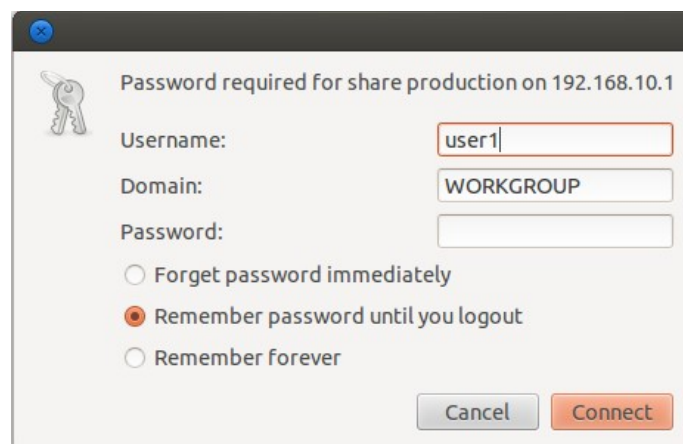 Password required for share production on 192.168.10.1
Username: user1
Domain: WORKGROUP
Password:
Forget password immediately
Remember password until you logout
Remember forever
Cancel Connect